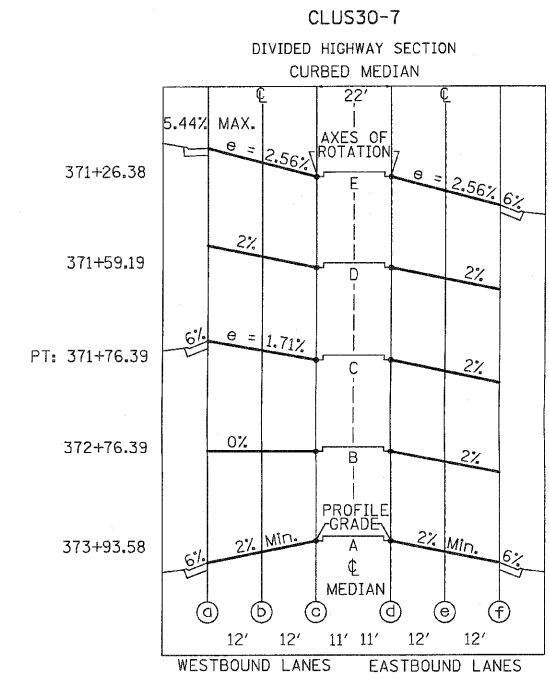 CLUS30-7
DIVIDED HIGHWAY SECTION
CURBED MEDIAN
℄ 22' ℄
5.44% MAX.
AXES OF
ROTATION
371+26.38
e = 2.56%
E
e = 2.56%
6%
371+59.19
2%
D
2%
PT: 371+76.39
6%
e = 1.71%
C
2%
372+76.39
0%
B
2%
PROFILE
GRADE
373+93.58
6%
2% Min.
A
2% Min.
6%
℄
MEDIAN
a b c d e f
12' 12' 11' 11' 12' 12'
WESTBOUND LANES EASTBOUND LANES